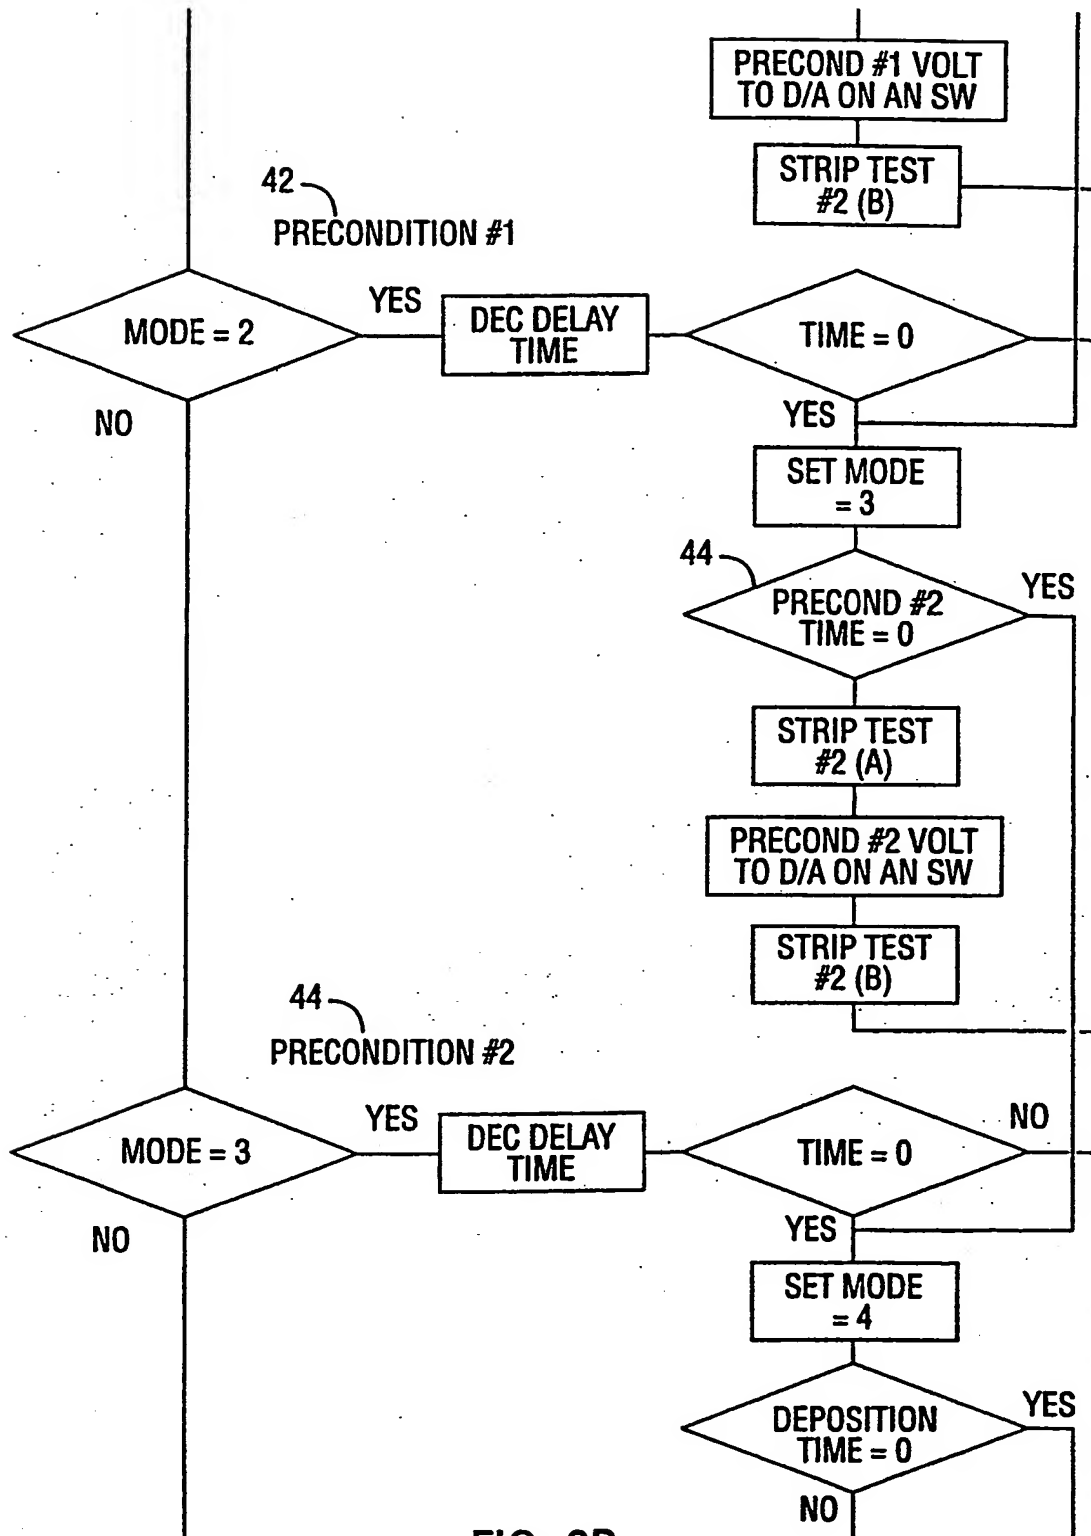 PRECOND #1 VOLT
TO D/A ON AN SW
STRIP TEST
#2 (B)
42
PRECONDITION #1
MODE = 2
YES
DEC DELAY
TIME
TIME = 0
NO
YES
SET MODE
= 3
44
PRECOND #2
TIME = 0
YES
STRIP TEST
#2 (A)
PRECOND #2 VOLT
TO D/A ON AN SW
STRIP TEST
#2 (B)
44
PRECONDITION #2
MODE = 3
YES
DEC DELAY
TIME
TIME = 0
NO
NO
YES
SET MODE
= 4
DEPOSITION
TIME = 0
YES
NO